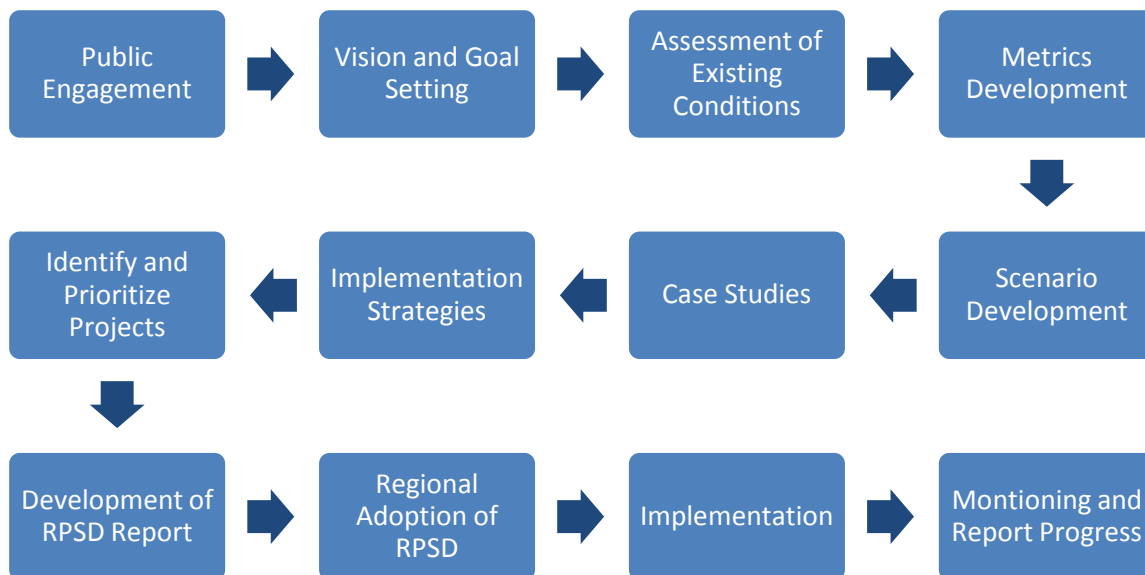 Public
Engagement
Vision and Goal
Setting
Assessment of
Existing
Conditions
Metrics
Development
Identify and
Prioritize
Projects
Implementation
Strategies
Case Studies
Scenario
Development
Development of
RPSD Report
Regional
Adoption of
RPSD
Implementation
Montioning and
Report Progress